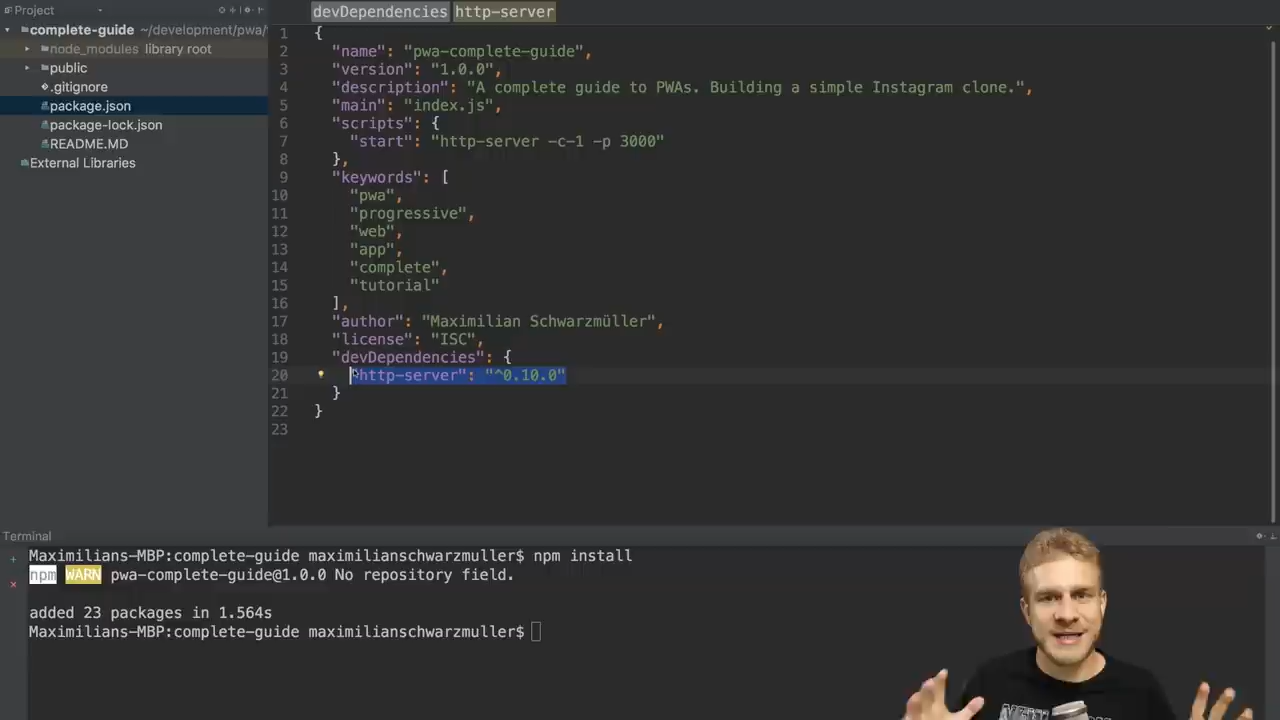 Project
devDependencies http-server
complete-guide ~/development/pwa/
node_modules library root
public
.gitignore
package.json
package-lock.json
README.MD
External Libraries
1 {
2 "name": "pwa-complete-guide",
3 "version": "1.0.0",
4 "description": "A complete guide to PWAs. Building a simple Instagram clone.",
5 "main": "index.js",
6 "scripts": {
7 "start": "http-server -c-1 -p 3000"
8 },
9 "keywords": [
10 "pwa",
11 "progressive",
12 "web",
13 "app",
14 "complete",
15 "tutorial"
16 ],
17 "author": "Maximilian Schwarzmüller",
18 "license": "ISC",
19 "devDependencies": {
20 "http-server": "^0.10.0"
21 }
22 }
23
Terminal
Maximilians-MBP:complete-guide maximilianschwarzmuller$ npm install
npm WARN pwa-complete-guide@1.0.0 No repository field.
added 23 packages in 1.564s
Maximilians-MBP:complete-guide maximilianschwarzmuller$